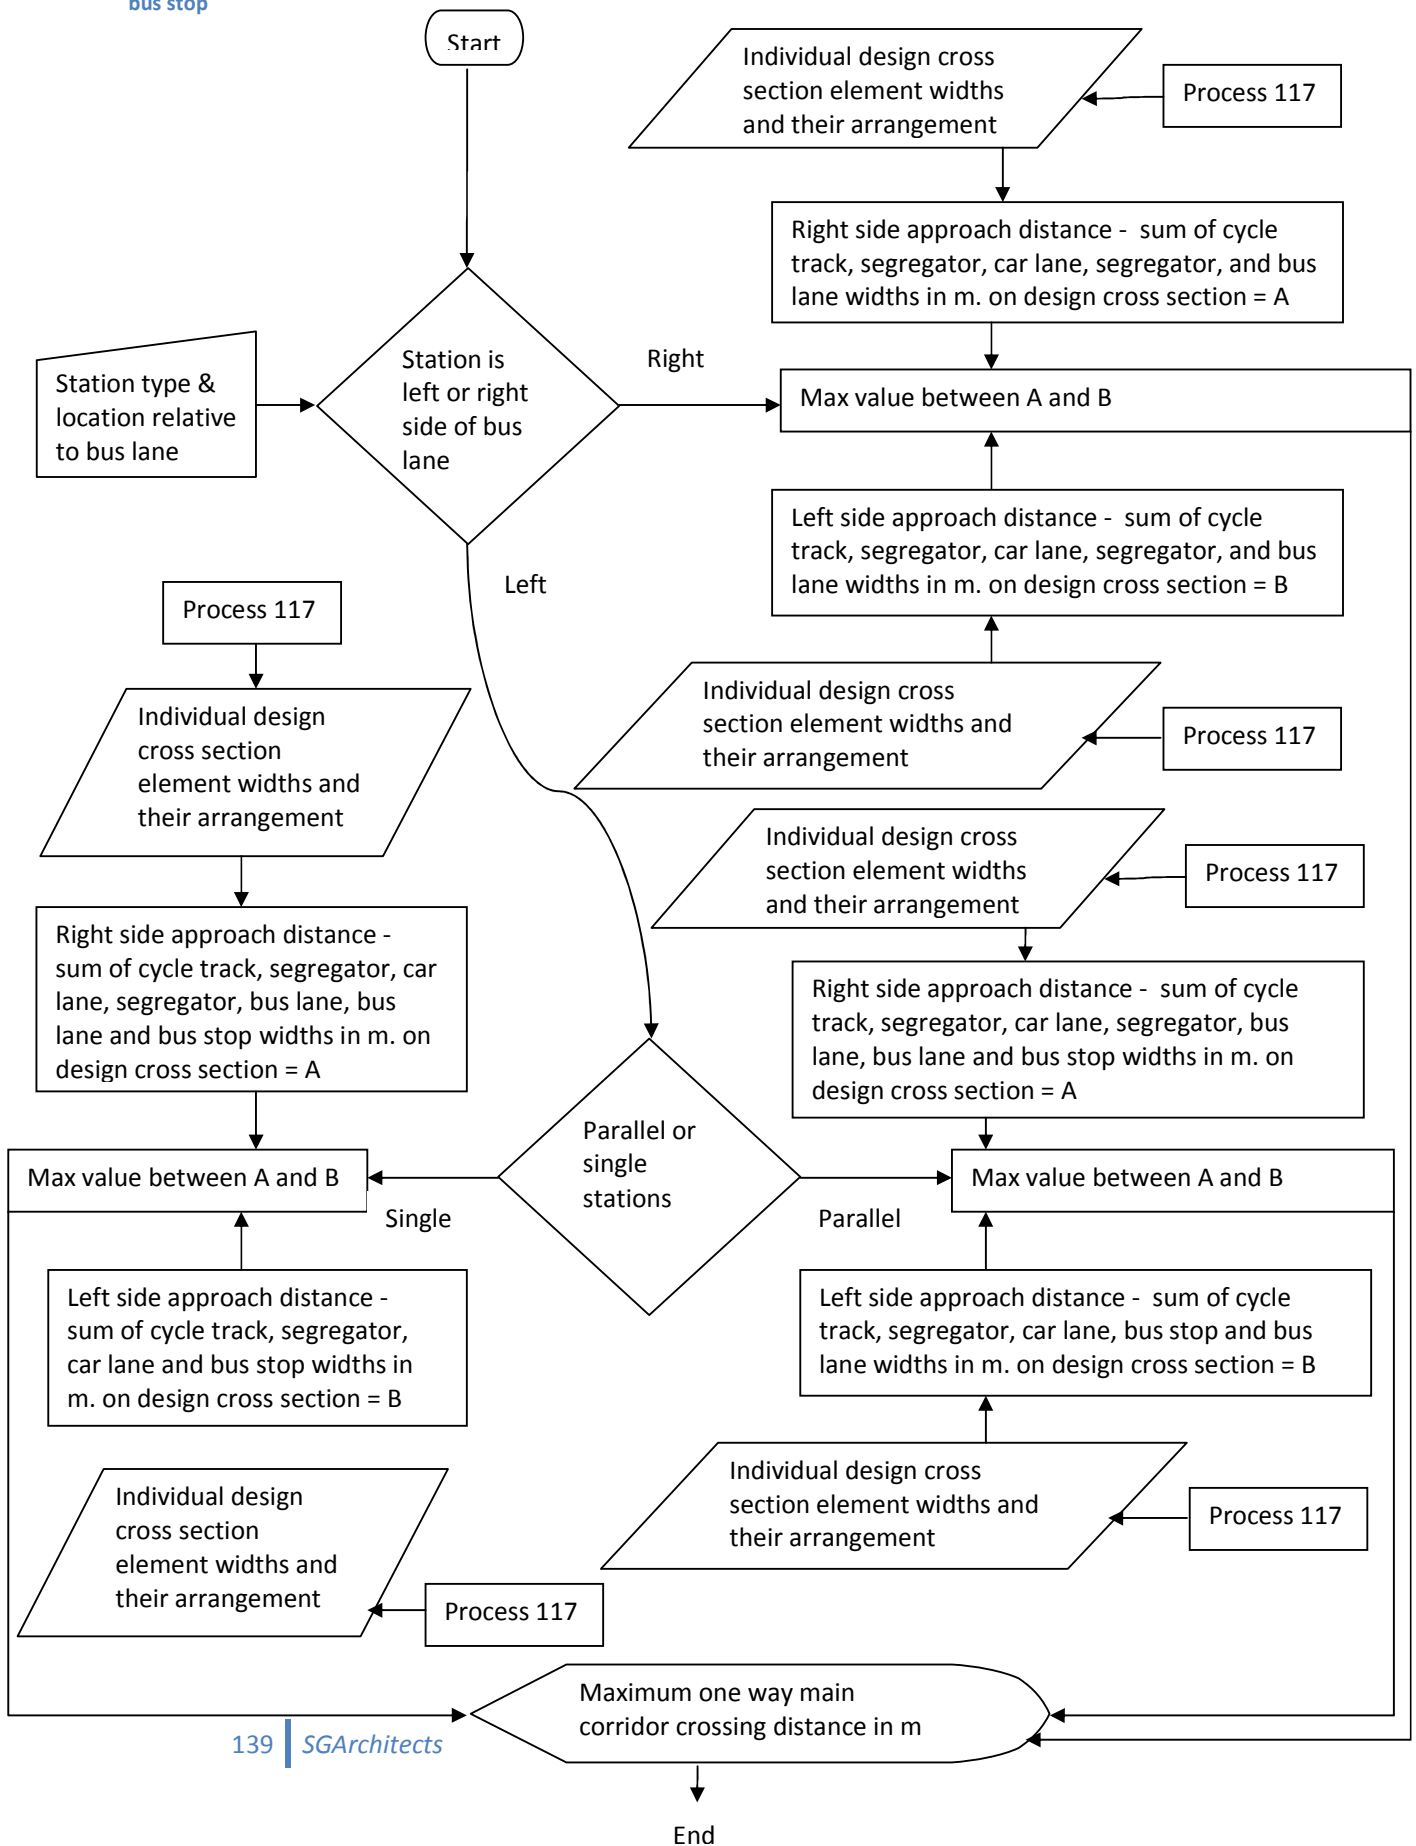 bus stop
Start
Individual design cross
section element widths
and their arrangement
Process 117
Right side approach distance - sum of cycle
track, segregator, car lane, segregator, and bus
lane widths in m. on design cross section = A
Station type &
location relative
to bus lane
Station is
left or right
side of bus
lane
Right
Max value between A and B
Left side approach distance - sum of cycle
track, segregator, car lane, segregator, and bus
lane widths in m. on design cross section = B
Left
Process 117
Individual design cross
section element widths and
their arrangement
Process 117
Individual design
cross section
element widths and
their arrangement
Individual design cross
section element widths
and their arrangement
Process 117
Right side approach distance -
sum of cycle track, segregator, car
lane, segregator, bus lane, bus
lane and bus stop widths in m. on
design cross section = A
Right side approach distance - sum of cycle
track, segregator, car lane, segregator, bus
lane, bus lane and bus stop widths in m. on
design cross section = A
Parallel or
single
stations
Max value between A and B
Single
Parallel
Max value between A and B
Left side approach distance -
sum of cycle track, segregator,
car lane and bus stop widths in
m. on design cross section = B
Left side approach distance - sum of cycle
track, segregator, car lane, bus stop and bus
lane widths in m. on design cross section = B
Individual design
cross section
element widths and
their arrangement
Process 117
Individual design cross
section element widths and
their arrangement
Process 117
Maximum one way main
corridor crossing distance in m
139 SGArchitects
End